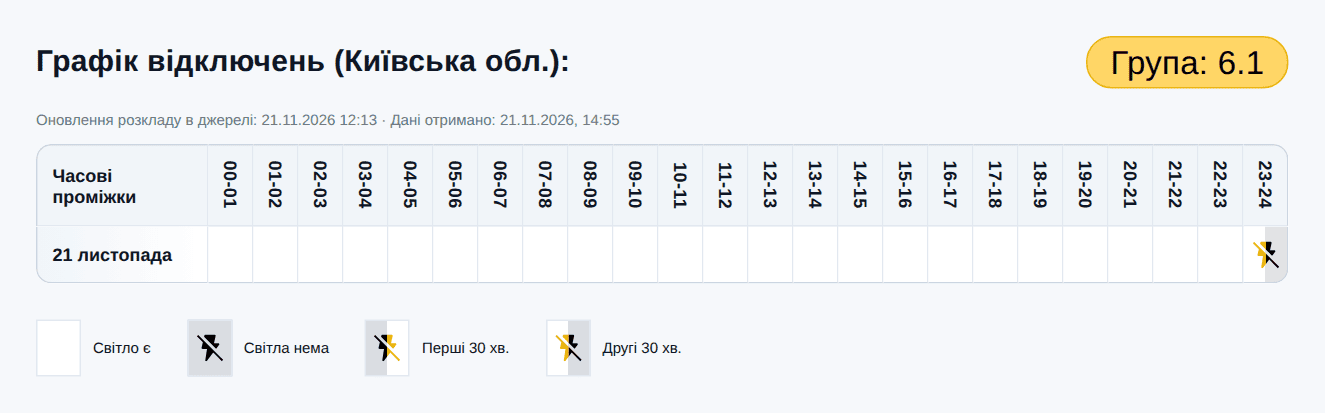 Графік відключень (Київська обл.):
Група: 6.1
Оновлення розкладу в джерелі: 21.11.2026 12:13 · Дані отримано: 21.11.2026, 14:55
Часові
проміжки
00-01
01-02
02-03
03-04
04-05
05-06
06-07
07-08
08-09
09-10
10-11
11-12
12-13
13-14
14-15
15-16
16-17
17-18
18-19
19-20
20-21
21-22
22-23
23-24
21 листопада
Світло є
Світла нема
Перші 30 хв.
Другі 30 хв.